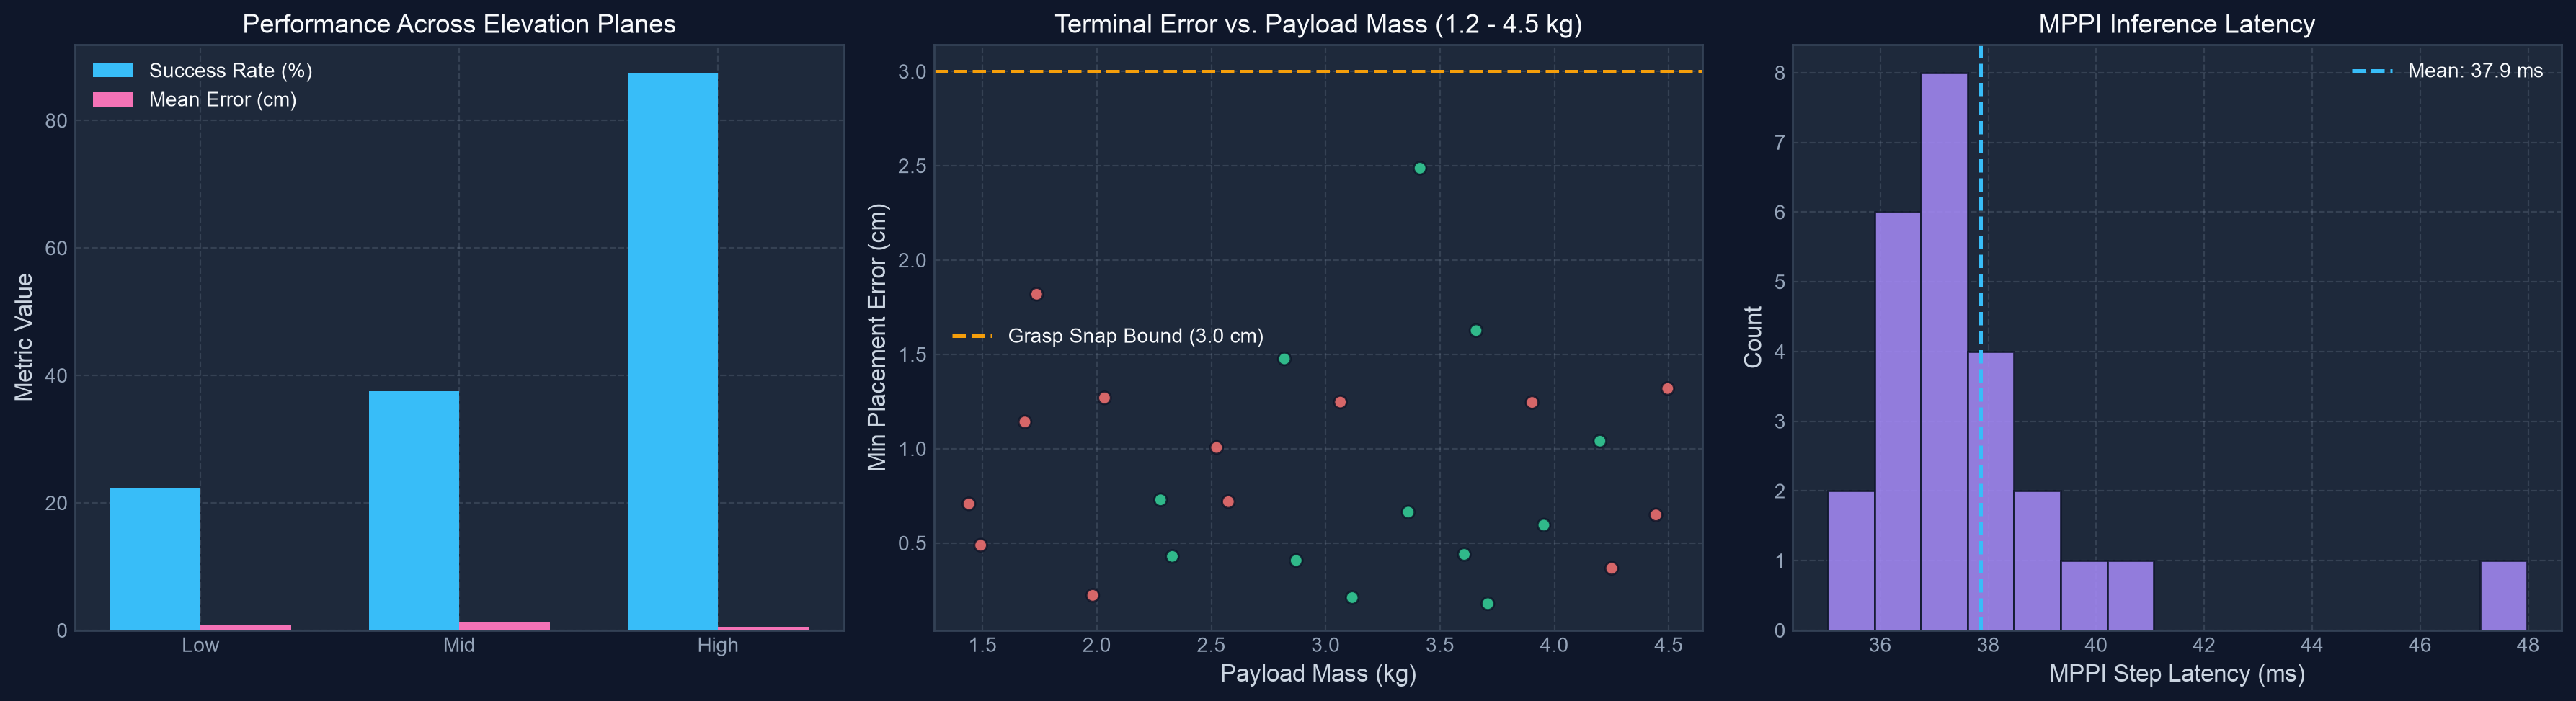 Performance Across Elevation Planes
Success Rate (%)
Mean Error (cm)
Metric Value
80
60
40
20
0
Low
Mid
High
Terminal Error vs. Payload Mass (1.2 - 4.5 kg)
Min Placement Error (cm)
3.0
2.5
2.0
1.5
1.0
0.5
Grasp Snap Bound (3.0 cm)
1.5
2.0
2.5
3.0
3.5
4.0
4.5
Payload Mass (kg)
MPPI Inference Latency
Mean: 37.9 ms
Count
8
7
6
5
4
3
2
1
0
36
38
40
42
44
46
48
MPPI Step Latency (ms)